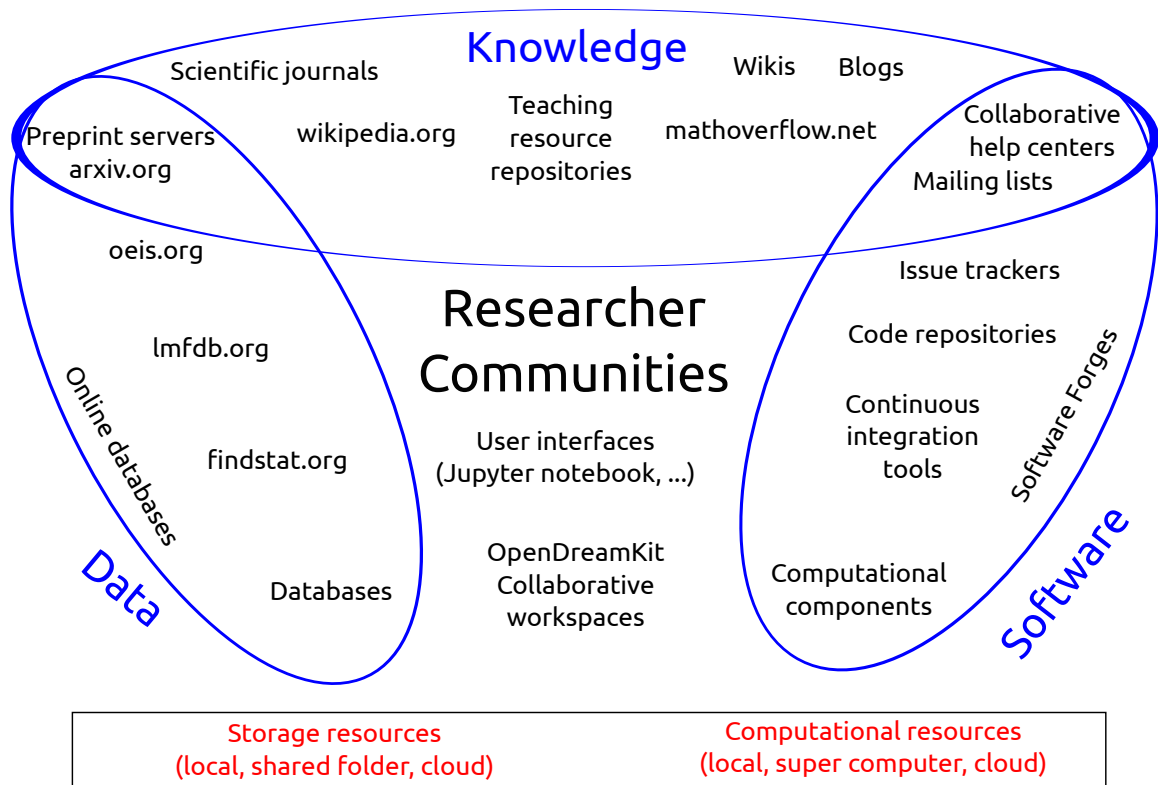 Knowledge
Scientific journals
Wikis
Blogs
Preprint servers
arxiv.org
wikipedia.org
Teaching
resource
repositories
mathoverflow.net
Collaborative
help centers
Mailing lists
oeis.org
lmfdb.org
Online databases
findstat.org
Databases
Data
Researcher
Communities
User interfaces
(Jupyter notebook, ...)
OpenDreamKit
Collaborative
workspaces
Issue trackers
Code repositories
Continuous
integration
tools
Software Forges
Computational
components
Software
Storage resources
(local, shared folder, cloud)
Computational resources
(local, super computer, cloud)